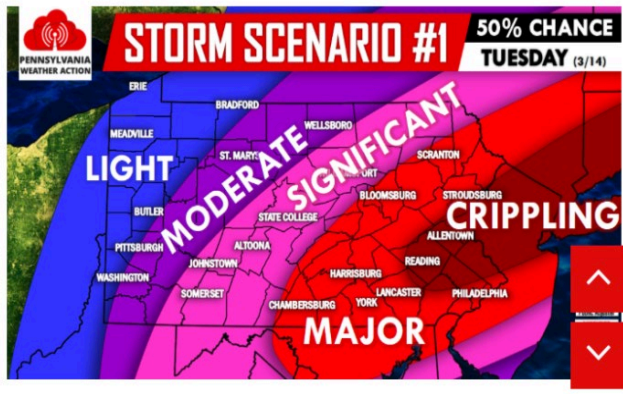 PENNSYLVANIA
WEATHER ACTION
STORM SCENARIO #1
50% CHANCE
TUESDAY (3/14)
ERIE
BRADFORD
MEADVILLE
WELLSBORO
LIGHT
ST. MARYS
MODERATE
SIGNIFICANT
SCRANTON
BLOOMSBURG
STROUDSBURG
BUTLER
STATE COLLEGE
CRIPPLING
ALLENTOWN
PITTSBURGH
ALTOONA
JOHNSTOWN
READING
WASHINGTON
HARRISBURG
SOMERSET
LANCASTER
PHILADELPHIA
CHAMBERSBURG
YORK
MAJOR